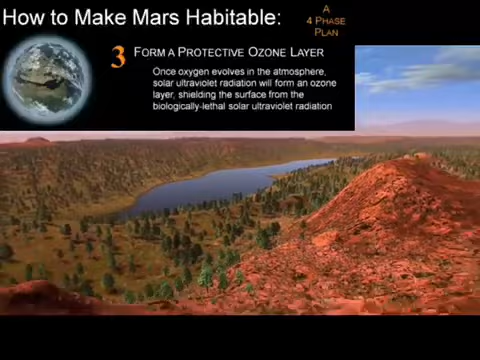 How to Make Mars Habitable:
A
4 PHASE
PLAN
3 FORM A PROTECTIVE OZONE LAYER
Once oxygen evolves in the atmosphere,
solar ultraviolet radiation will form an ozone
layer, shielding the surface from the
biologically-lethal solar ultraviolet radiation